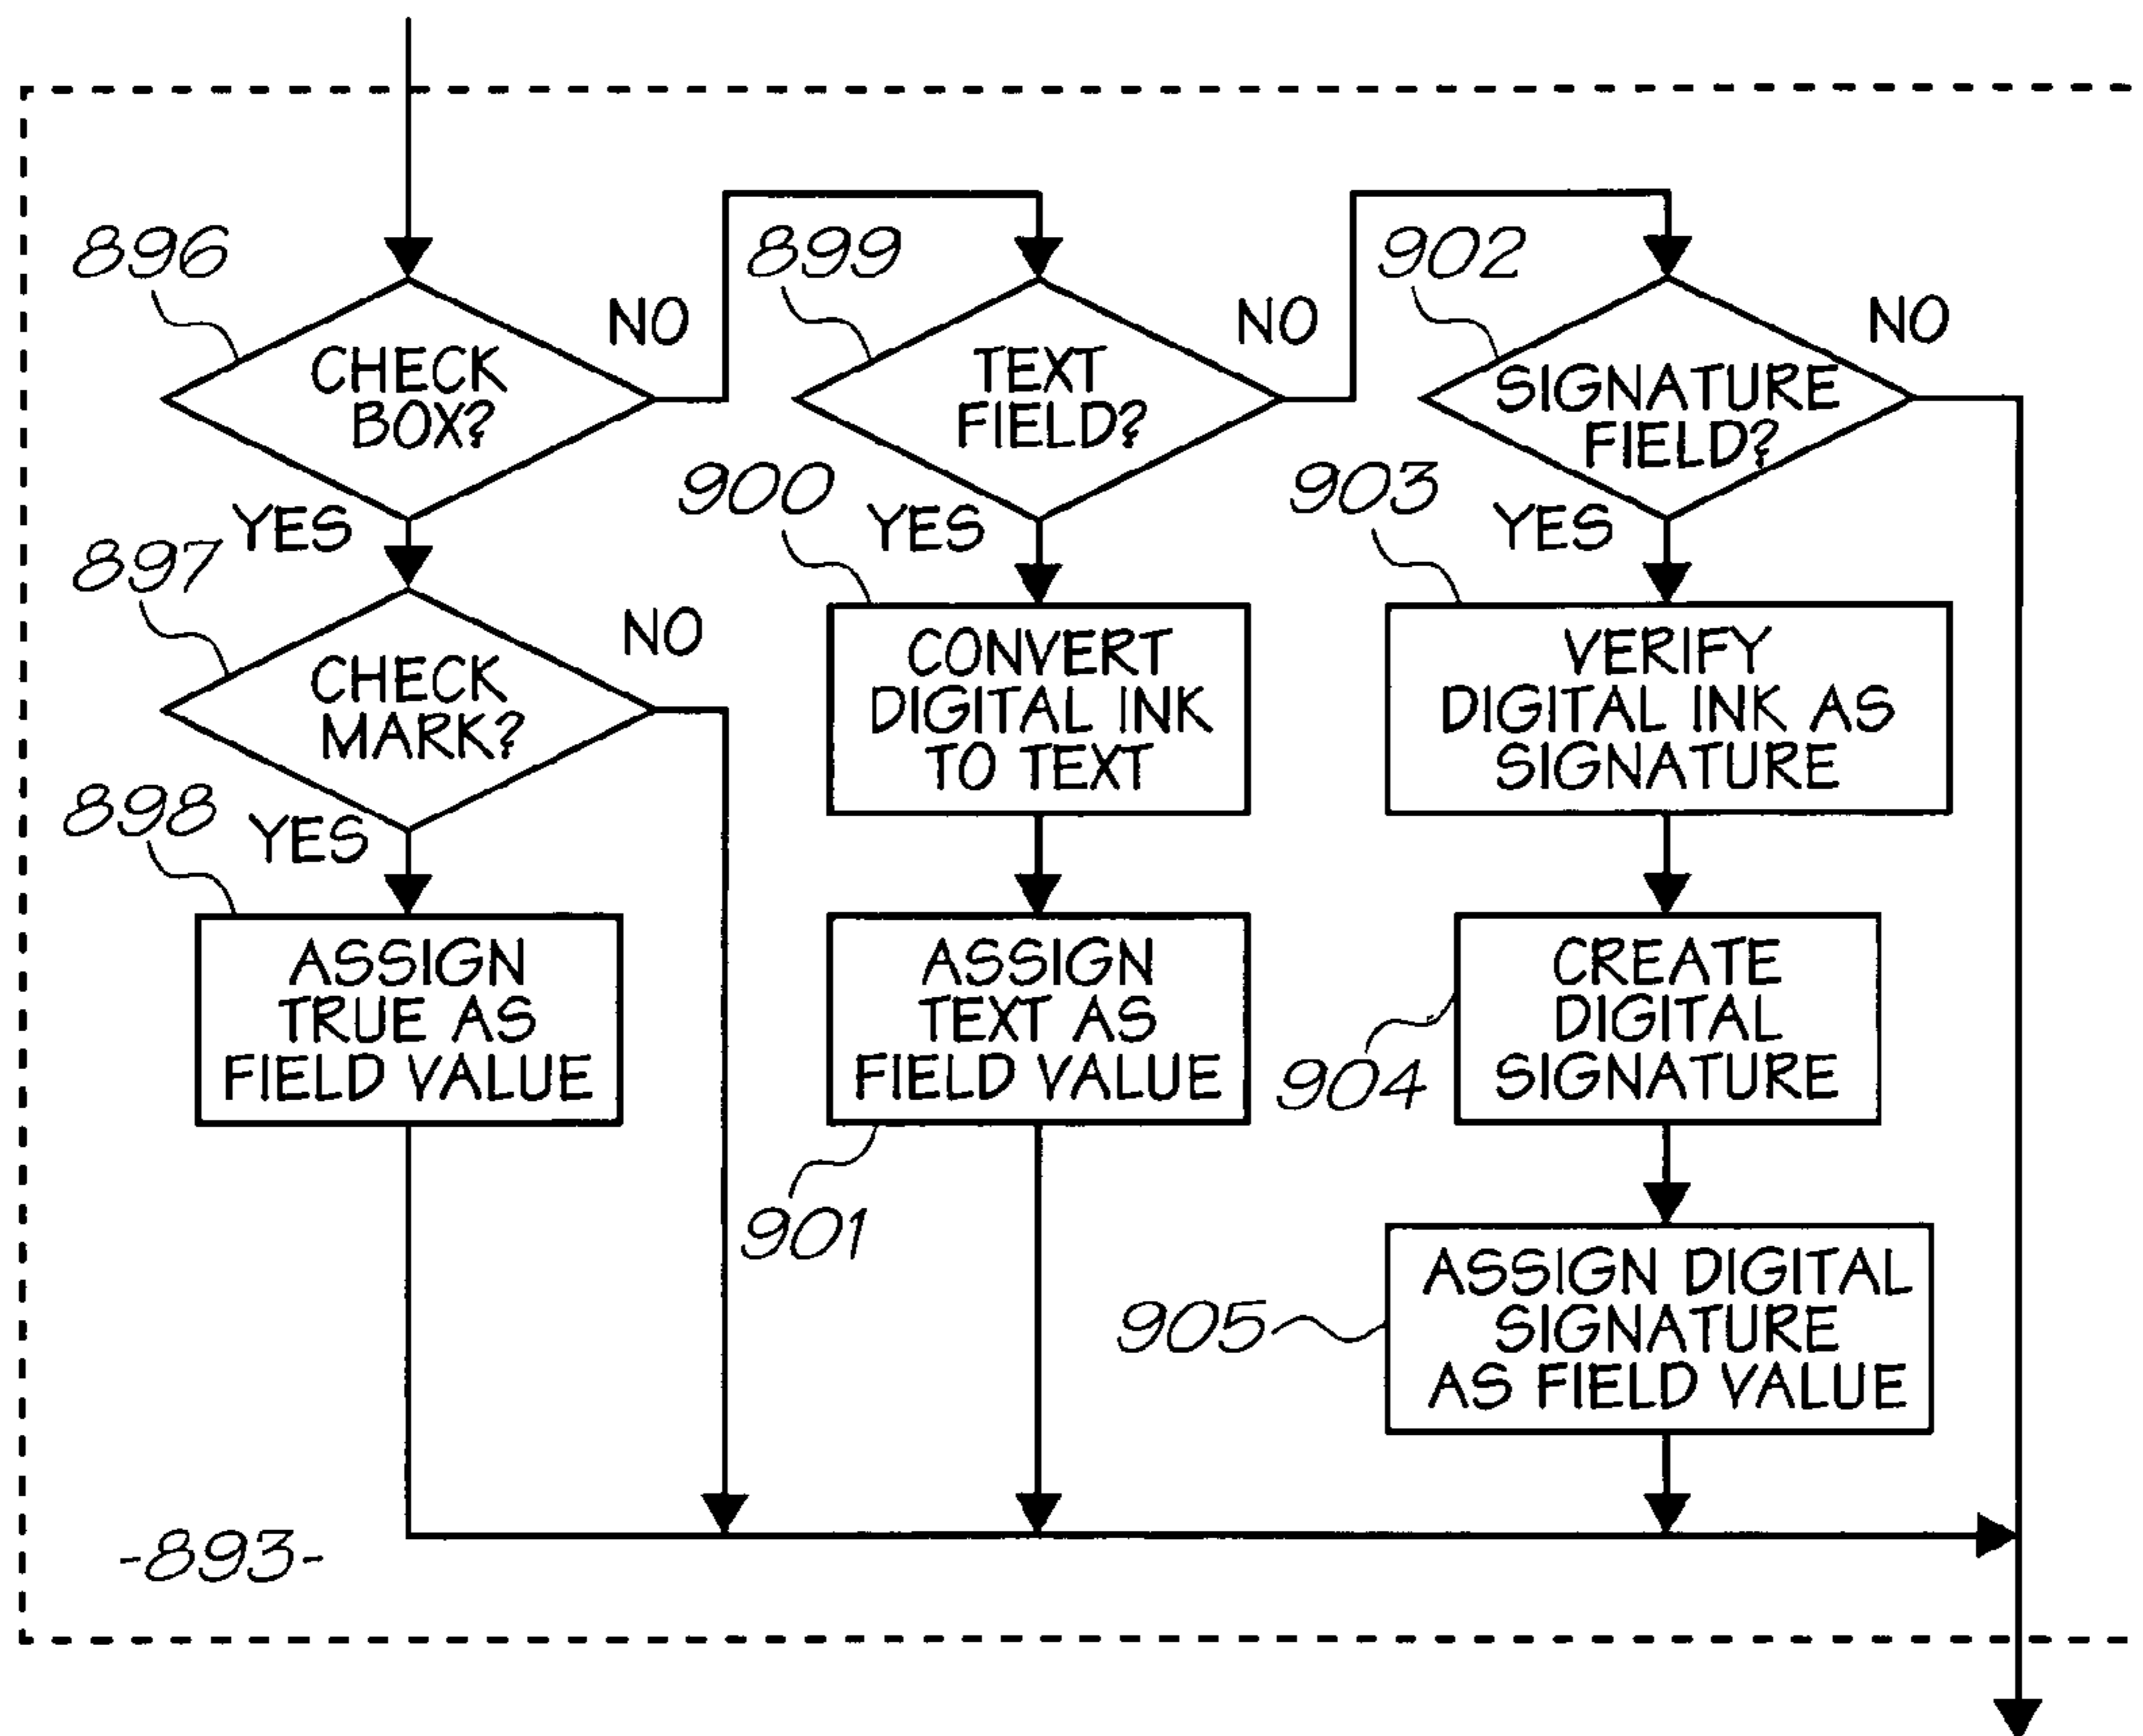 896
CHECK
BOX?
NO
YES
897
CHECK
MARK?
NO
YES
898
ASSIGN
TRUE AS
FIELD VALUE
899
TEXT
FIELD?
NO
YES
900
CONVERT
DIGITAL INK
TO TEXT
ASSIGN
TEXT AS
FIELD VALUE
901
902
SIGNATURE
FIELD?
NO
YES
903
VERIFY
DIGITAL INK AS
SIGNATURE
CREATE
DIGITAL
SIGNATURE
904
ASSIGN DIGITAL
SIGNATURE
AS FIELD VALUE
905
-893-